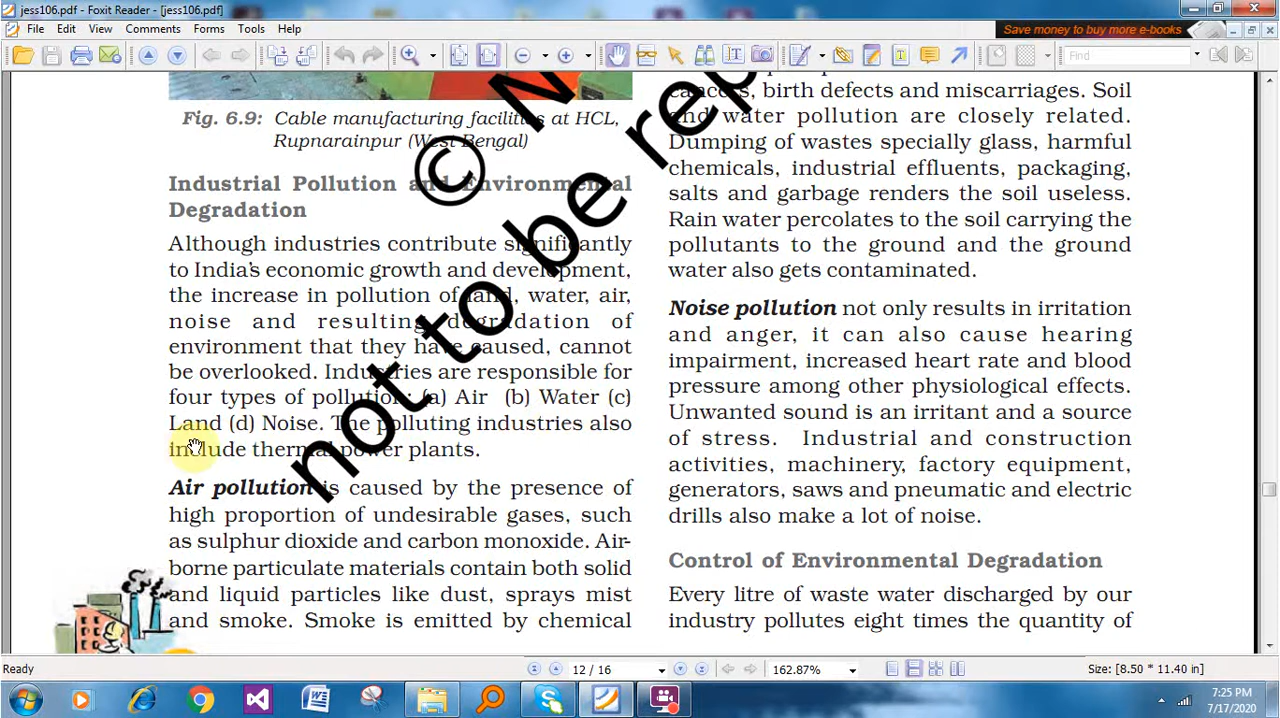 jess106.pdf - Foxit Reader - [jess106.pdf]
File Edit View Comments Forms Tools Help
Save money to buy more e-books
Find
Fig. 6.9: Cable manufacturing facilities at HCL,
Rupnarainpur (West Bengal)
Industrial Pollution and Environmental
Degradation
Although industries contribute significantly
to India's economic growth and development,
the increase in pollution of land, water, air,
noise and resulting degradation of
environment that they have caused, cannot
be overlooked. Industries are responsible for
four types of pollution: (a) Air (b) Water (c)
Land (d) Noise. The polluting industries also
include thermal power plants.
Air pollution is caused by the presence of
high proportion of undesirable gases, such
as sulphur dioxide and carbon monoxide. Air-
borne particulate materials contain both solid
and liquid particles like dust, sprays mist
and smoke. Smoke is emitted by chemical
cancers, birth defects and miscarriages. Soil
and water pollution are closely related.
Dumping of wastes specially glass, harmful
chemicals, industrial effluents, packaging,
salts and garbage renders the soil useless.
Rain water percolates to the soil carrying the
pollutants to the ground and the ground
water also gets contaminated.
Noise pollution not only results in irritation
and anger, it can also cause hearing
impairment, increased heart rate and blood
pressure among other physiological effects.
Unwanted sound is an irritant and a source
of stress. Industrial and construction
activities, machinery, factory equipment,
generators, saws and pneumatic and electric
drills also make a lot of noise.
Control of Environmental Degradation
Every litre of waste water discharged by our
industry pollutes eight times the quantity of
© N
not to be rep
Ready
12 / 16
162.87%
Size: [8.50 * 11.40 in]
7:25 PM
7/17/2020